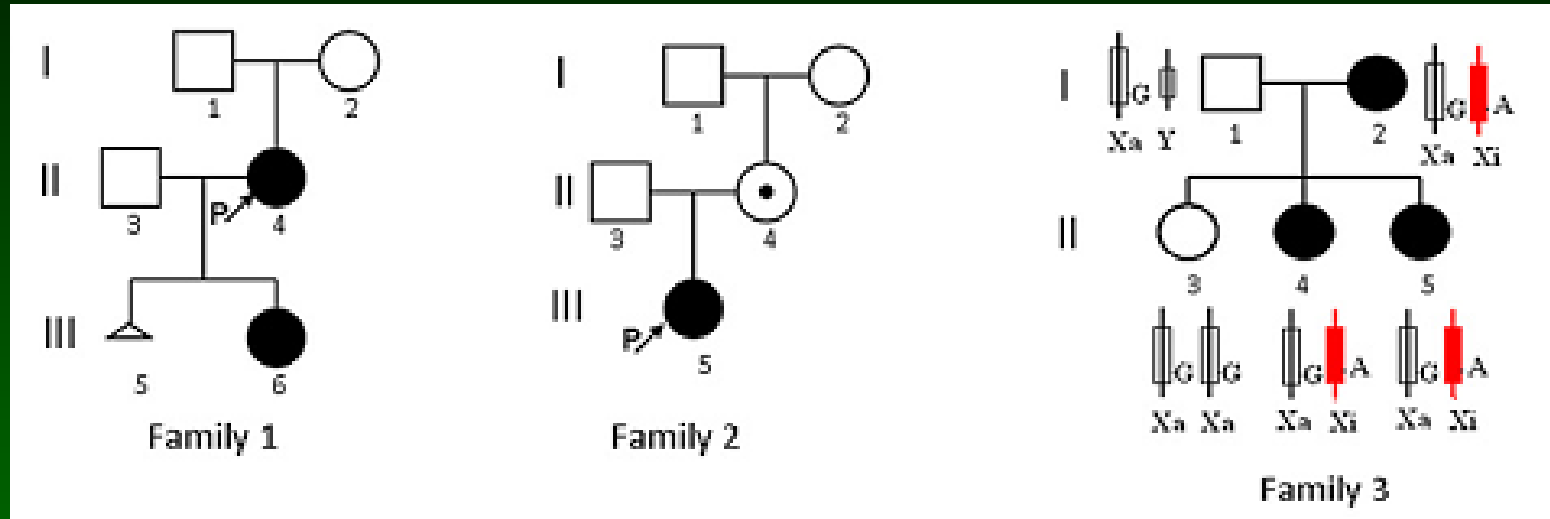 I
1
2
II
3
P
4
III
5
6
Family 1
I
1
2
II
3
4
III
P
5
Family 2
I
G
Xa Y
1
2
G A
Xa Xi
II
3
4
5
G G
G A
G A
Xa Xa
Xa Xi
Xa Xi
Family 3